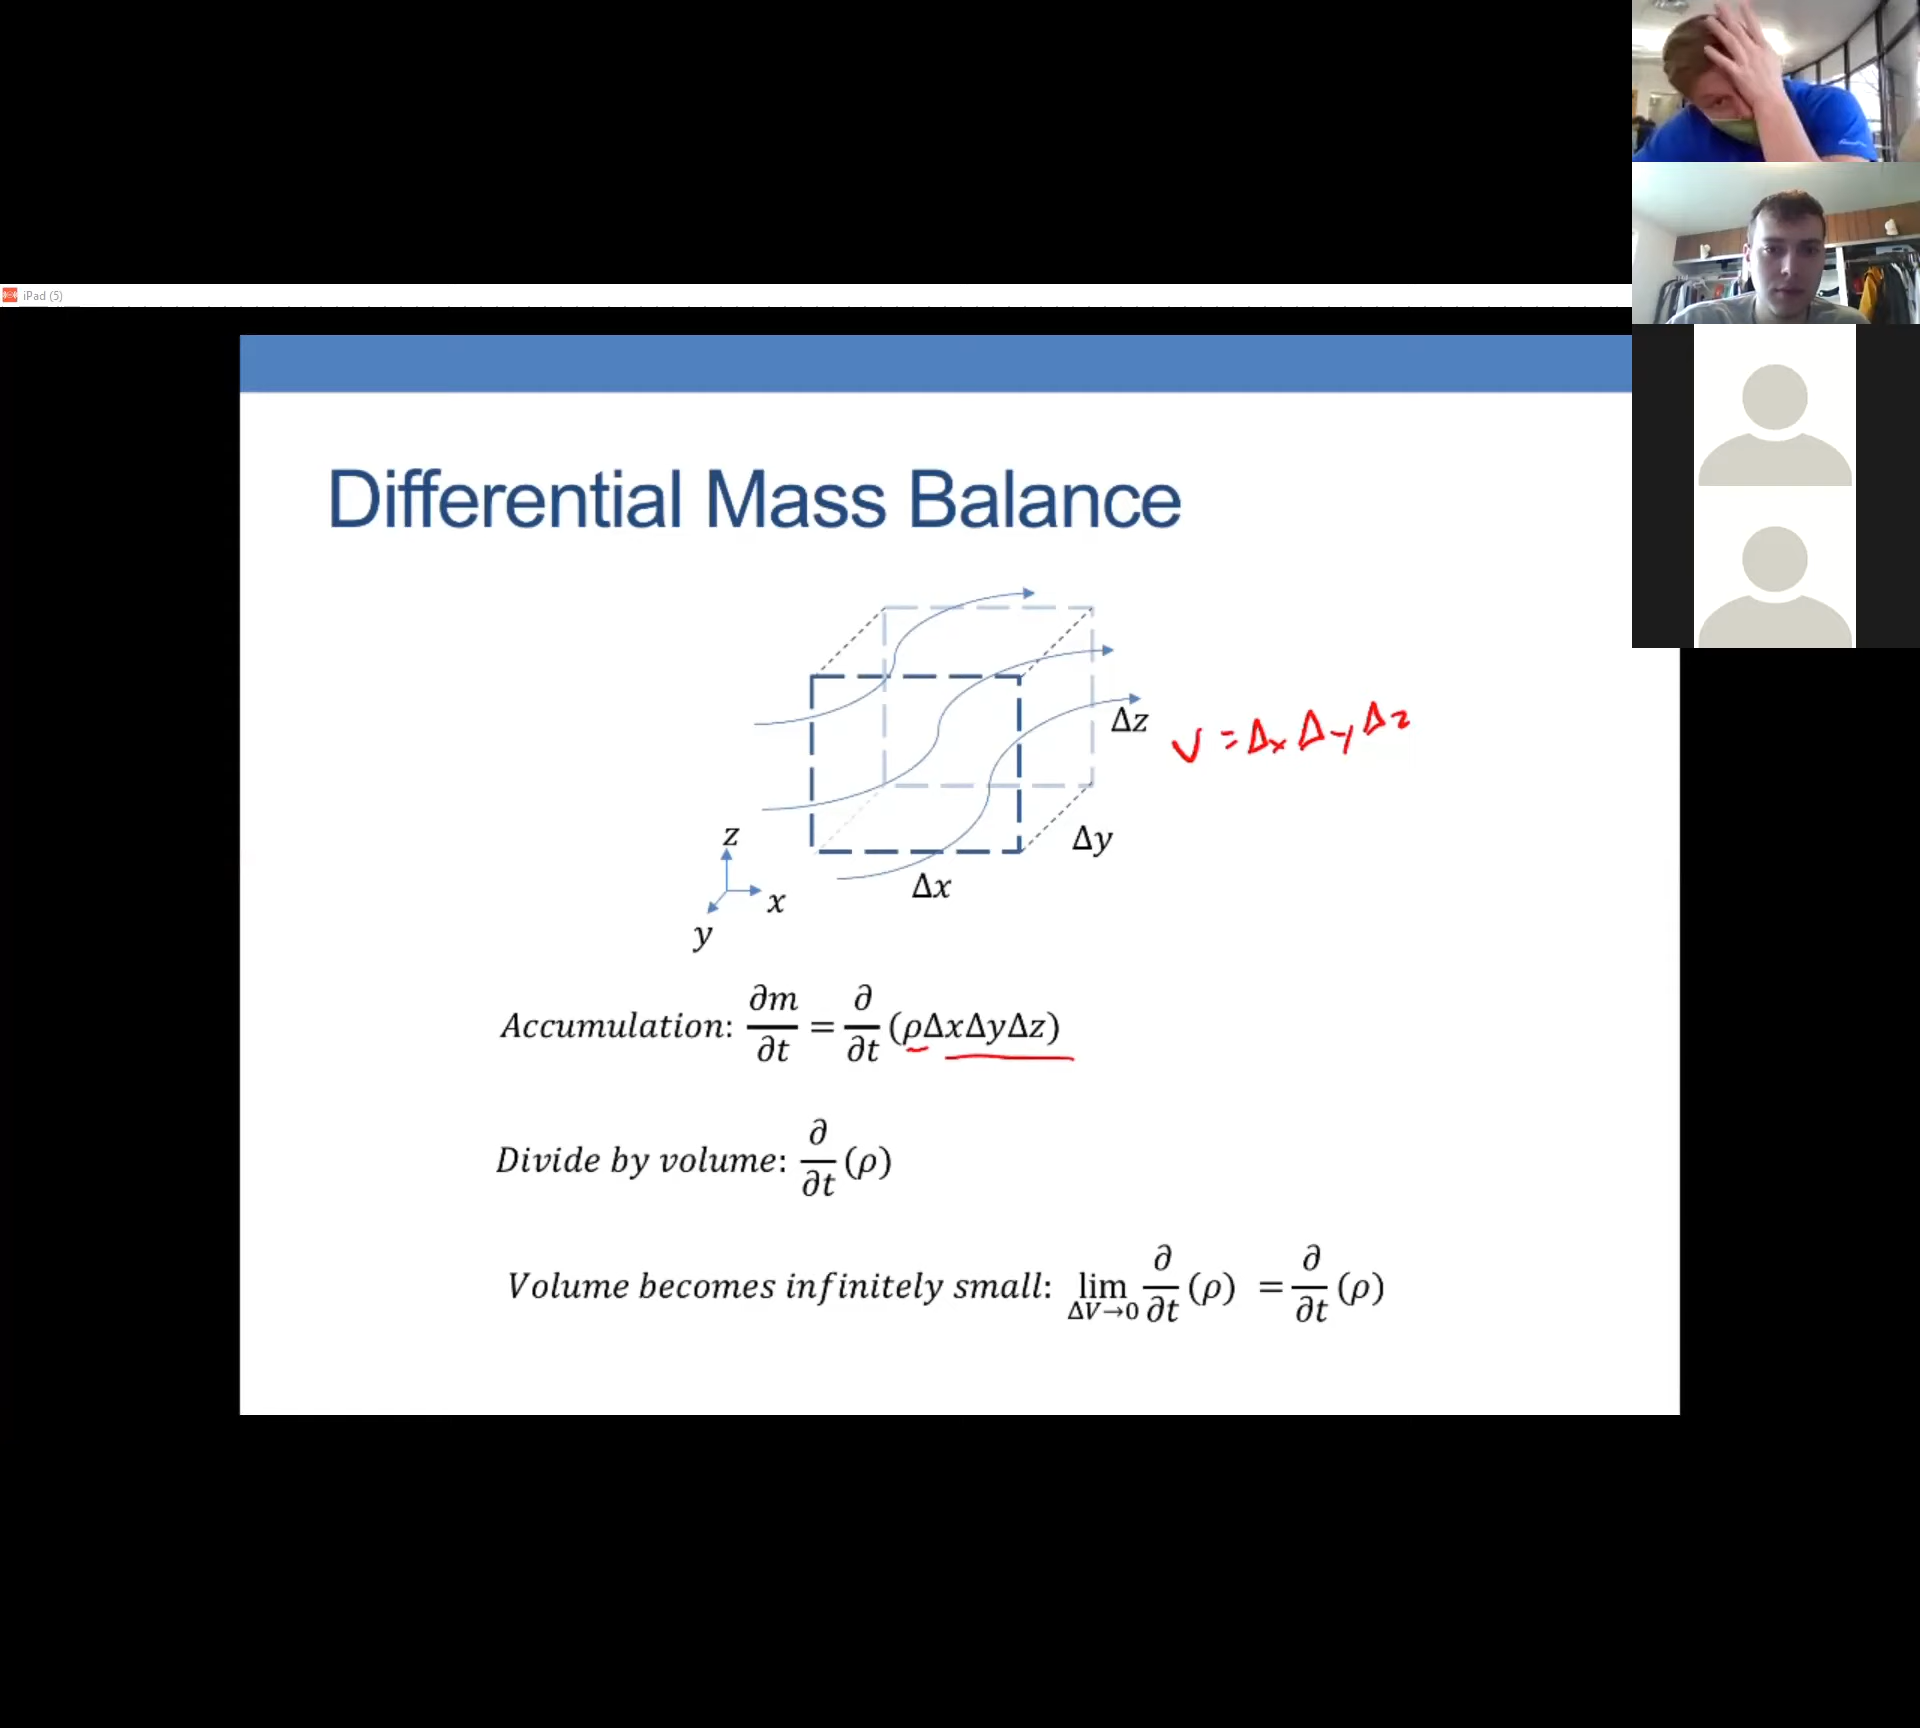 iPad (5)
Differential Mass Balance
Δz
V = Δx Δy Δz
Δy
Δx
z
x
y
Accumulation: ∂m/∂t = ∂/∂t (ρΔxΔyΔz)
Divide by volume: ∂/∂t (ρ)
Volume becomes infinitely small: lim ΔV→0 ∂/∂t (ρ) = ∂/∂t (ρ)